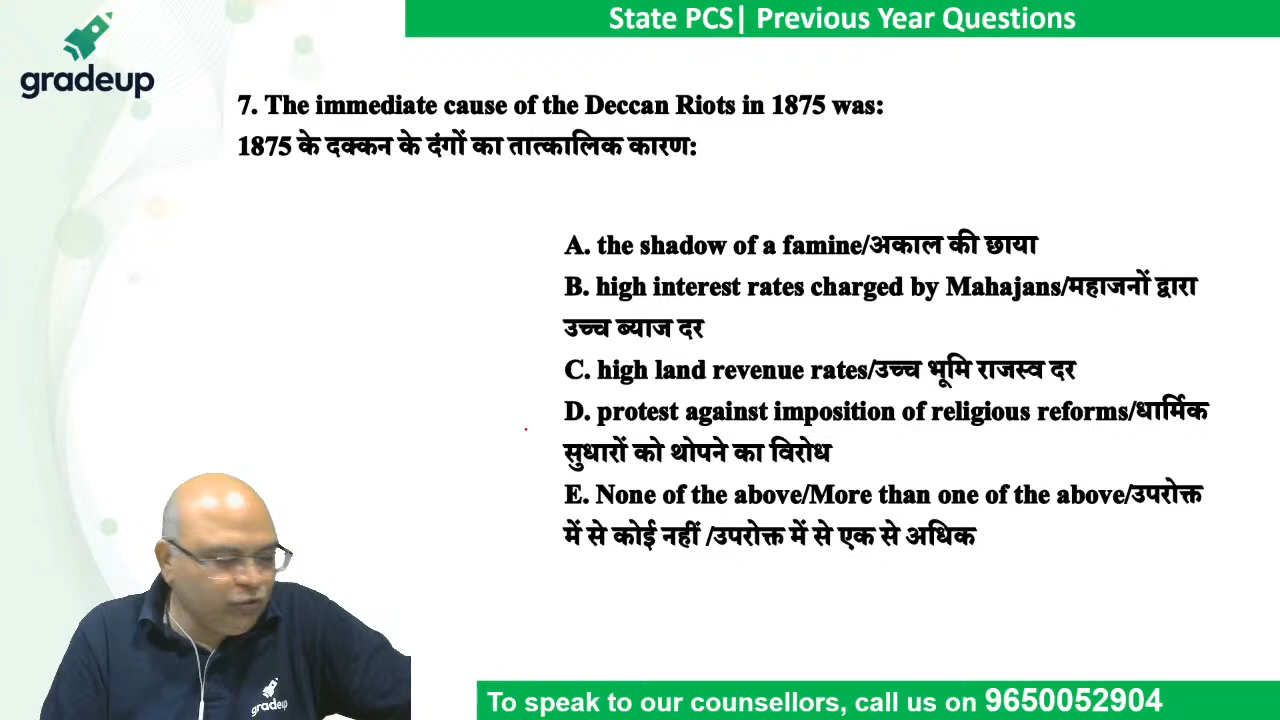 State PCS| Previous Year Questions
gradeup
7. The immediate cause of the Deccan Riots in 1875 was:
1875 के दक्कन के दंगों का तात्कालिक कारण:
A. the shadow of a famine/अकाल की छाया
B. high interest rates charged by Mahajans/महाजनों द्वारा
उच्च ब्याज दर
C. high land revenue rates/उच्च भूमि राजस्व दर
D. protest against imposition of religious reforms/धार्मिक
सुधारों को थोपने का विरोध
E. None of the above/More than one of the above/उपरोक्त
में से कोई नहीं /उपरोक्त में से एक से अधिक
gradeup
To speak to our counsellors, call us on 9650052904